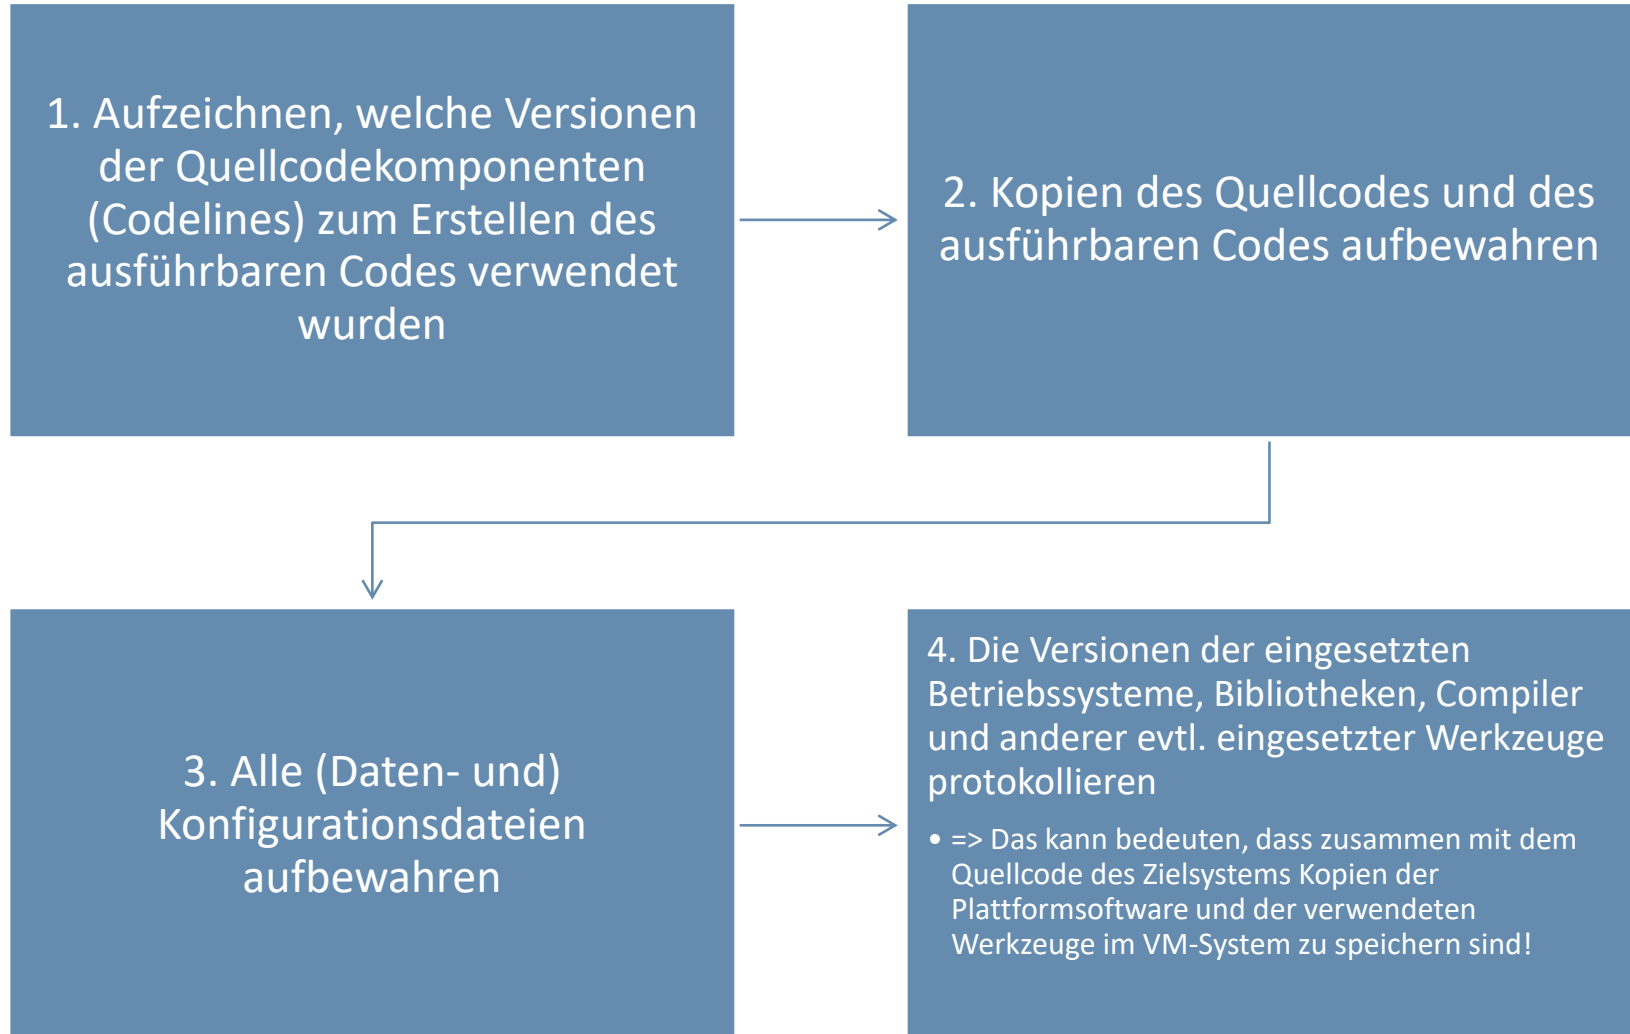 1. Aufzeichnen, welche Versionen
der Quellcodekomponenten
(Codelines) zum Erstellen des
ausführbaren Codes verwendet
wurden
2. Kopien des Quellcodes und des
ausführbaren Codes aufbewahren
3. Alle (Daten- und)
Konfigurationsdateien
aufbewahren
4. Die Versionen der eingesetzten
Betriebssysteme, Bibliotheken, Compiler
und anderer evtl. eingesetzter Werkzeuge
protokollieren
• => Das kann bedeuten, dass zusammen mit dem
Quellcode des Zielsystems Kopien der
Plattformsoftware und der verwendeten
Werkzeuge im VM-System zu speichern sind!